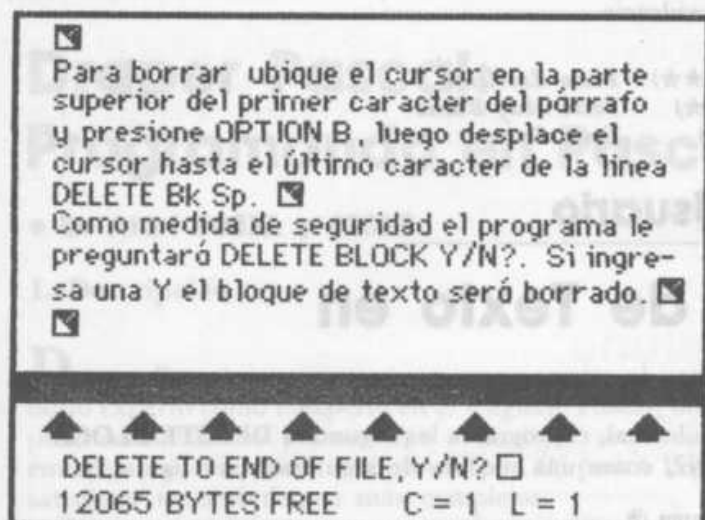 Para borrar ubique el cursor en la parte
superior del primer caracter del párrafo
y presione OPTION B, luego desplace el
cursor hasta el último caracter de la linea
DELETE Bk Sp.
Como medida de seguridad el programa le
preguntará DELETE BLOCK Y/N?. Si ingre-
sa una Y el bloque de texto será borrado.
DELETE TO END OF FILE, Y/N?
12065 BYTES FREE C = 1 L = 1